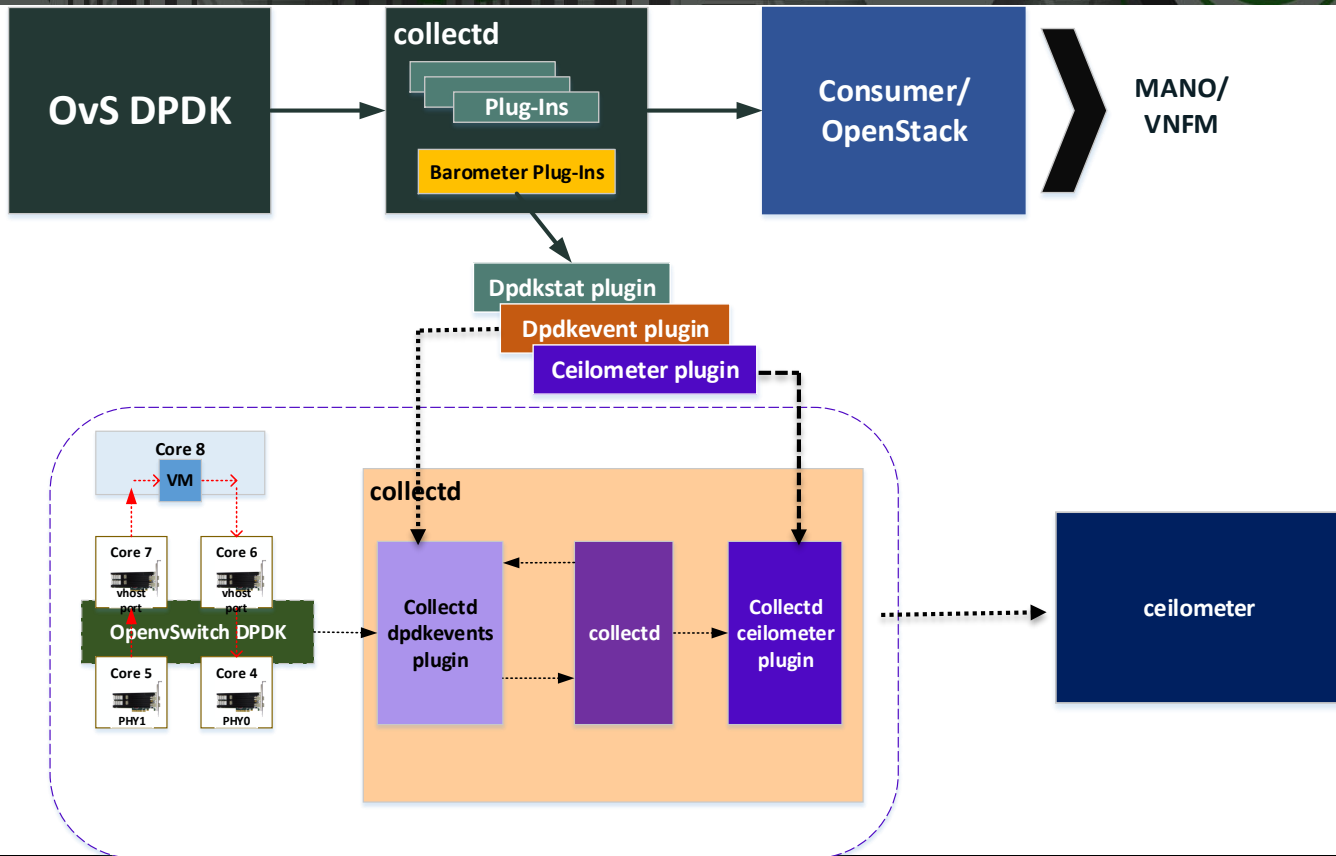 collectd
OvS DPDK
Plug-Ins
Barometer Plug-Ins
Consumer/
OpenStack
MANO/
VNFM
Dpdkstat plugin
Dpdkevent plugin
Ceilometer plugin
Core 8
VM
Core 7
vhost
port
Core 6
vhost
port
OpenvSwitch DPDK
Core 5
PHY1
Core 4
PHY0
collectd
Collectd
dpdkevents
plugin
collectd
Collectd
ceilometer
plugin
ceilometer